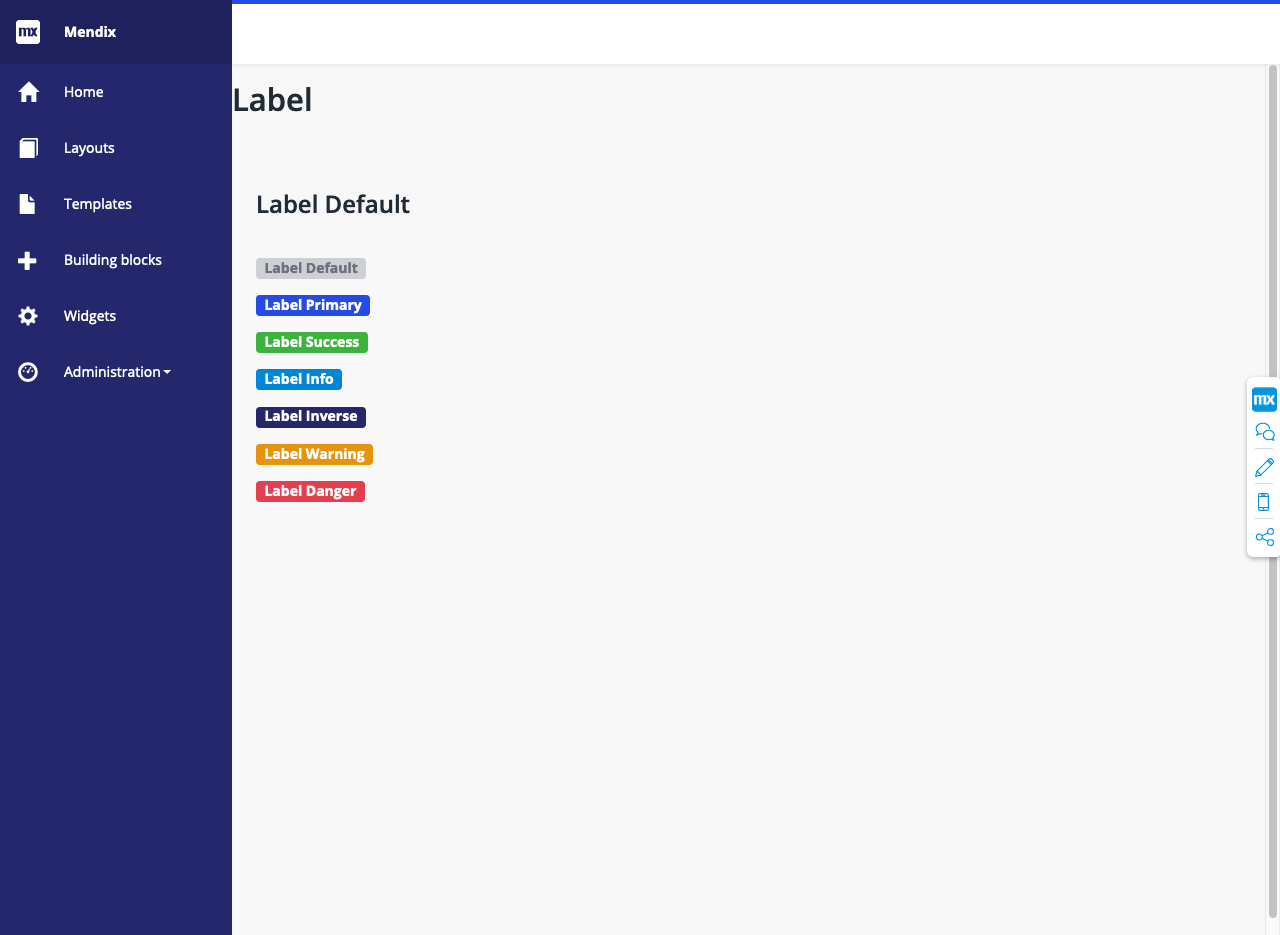 mx Mendix
Home
Layouts
Templates
Building blocks
Widgets
Administration
Label
Label Default
Label Default
Label Primary
Label Success
Label Info
Label Inverse
Label Warning
Label Danger
mx